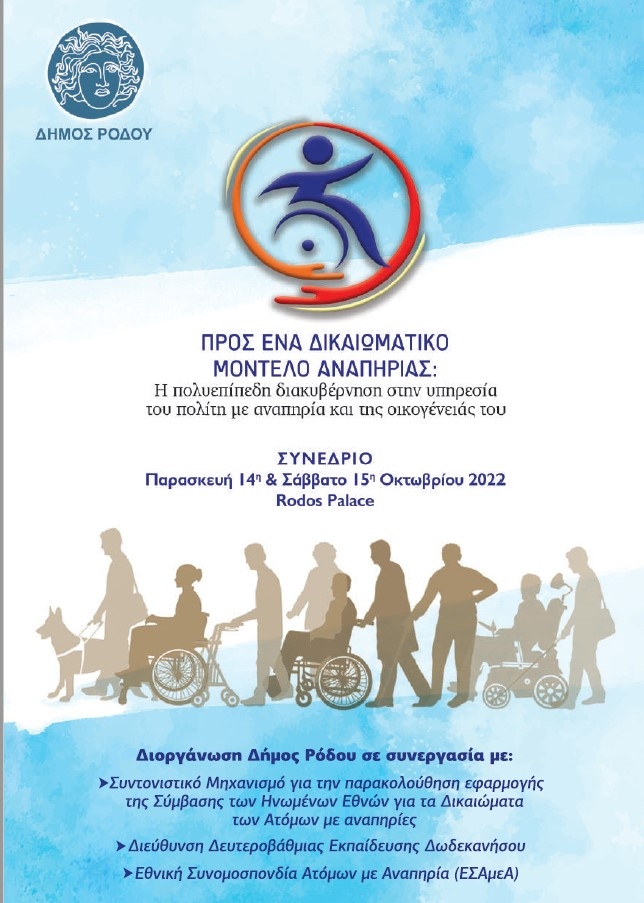 ΔΗΜΟΣ ΡΟΔΟΥ
ΠΡΟΣ ΕΝΑ ΔΙΚΑΙΩΜΑΤΙΚΟ
ΜΟΝΤΕΛΟ ΑΝΑΠΗΡΙΑΣ:
Η πολυεπίπεδη διακυβέρνηση στην υπηρεσία
του πολίτη με αναπηρία και της οικογένειάς του
ΣΥΝΕΔΡΙΟ
Παρασκευή 14η & Σάββατο 15η Οκτωβρίου 2022
Rodos Palace
Διοργάνωση Δήμος Ρόδου σε συνεργασία με:
➤Συντονιστικό Μηχανισμό για την παρακολούθηση εφαρμογής
της Σύμβασης των Ηνωμένων Εθνών για τα Δικαιώματα
των Ατόμων με αναπηρίες
➤Διεύθυνση Δευτεροβάθμιας Εκπαίδευσης Δωδεκανήσου
➤Εθνική Συνομοσπονδία Ατόμων με Αναπηρία (ΕΣΑμεΑ)